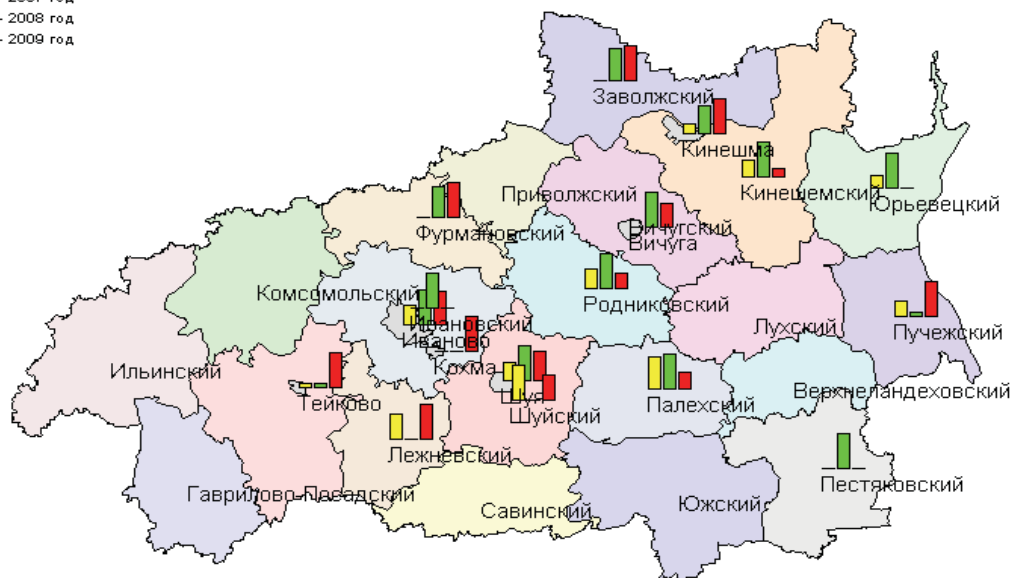 - 2008 год
- 2009 год
Заволжский
Кинешма
Приволжский
Кинешемский
Юрьевецкий
Фурмановский
Вичугский
Вичуга
Комсомольский
Родниковский
Ивановский
Лухский
Пучежский
Иваново
Кохма
Ильинский
Тейково
Шуя
Шуйский
Палехский
Верхнеландеховский
Лежневский
Гаврилово-Посадский
Савинский
Южский
Пестяковский